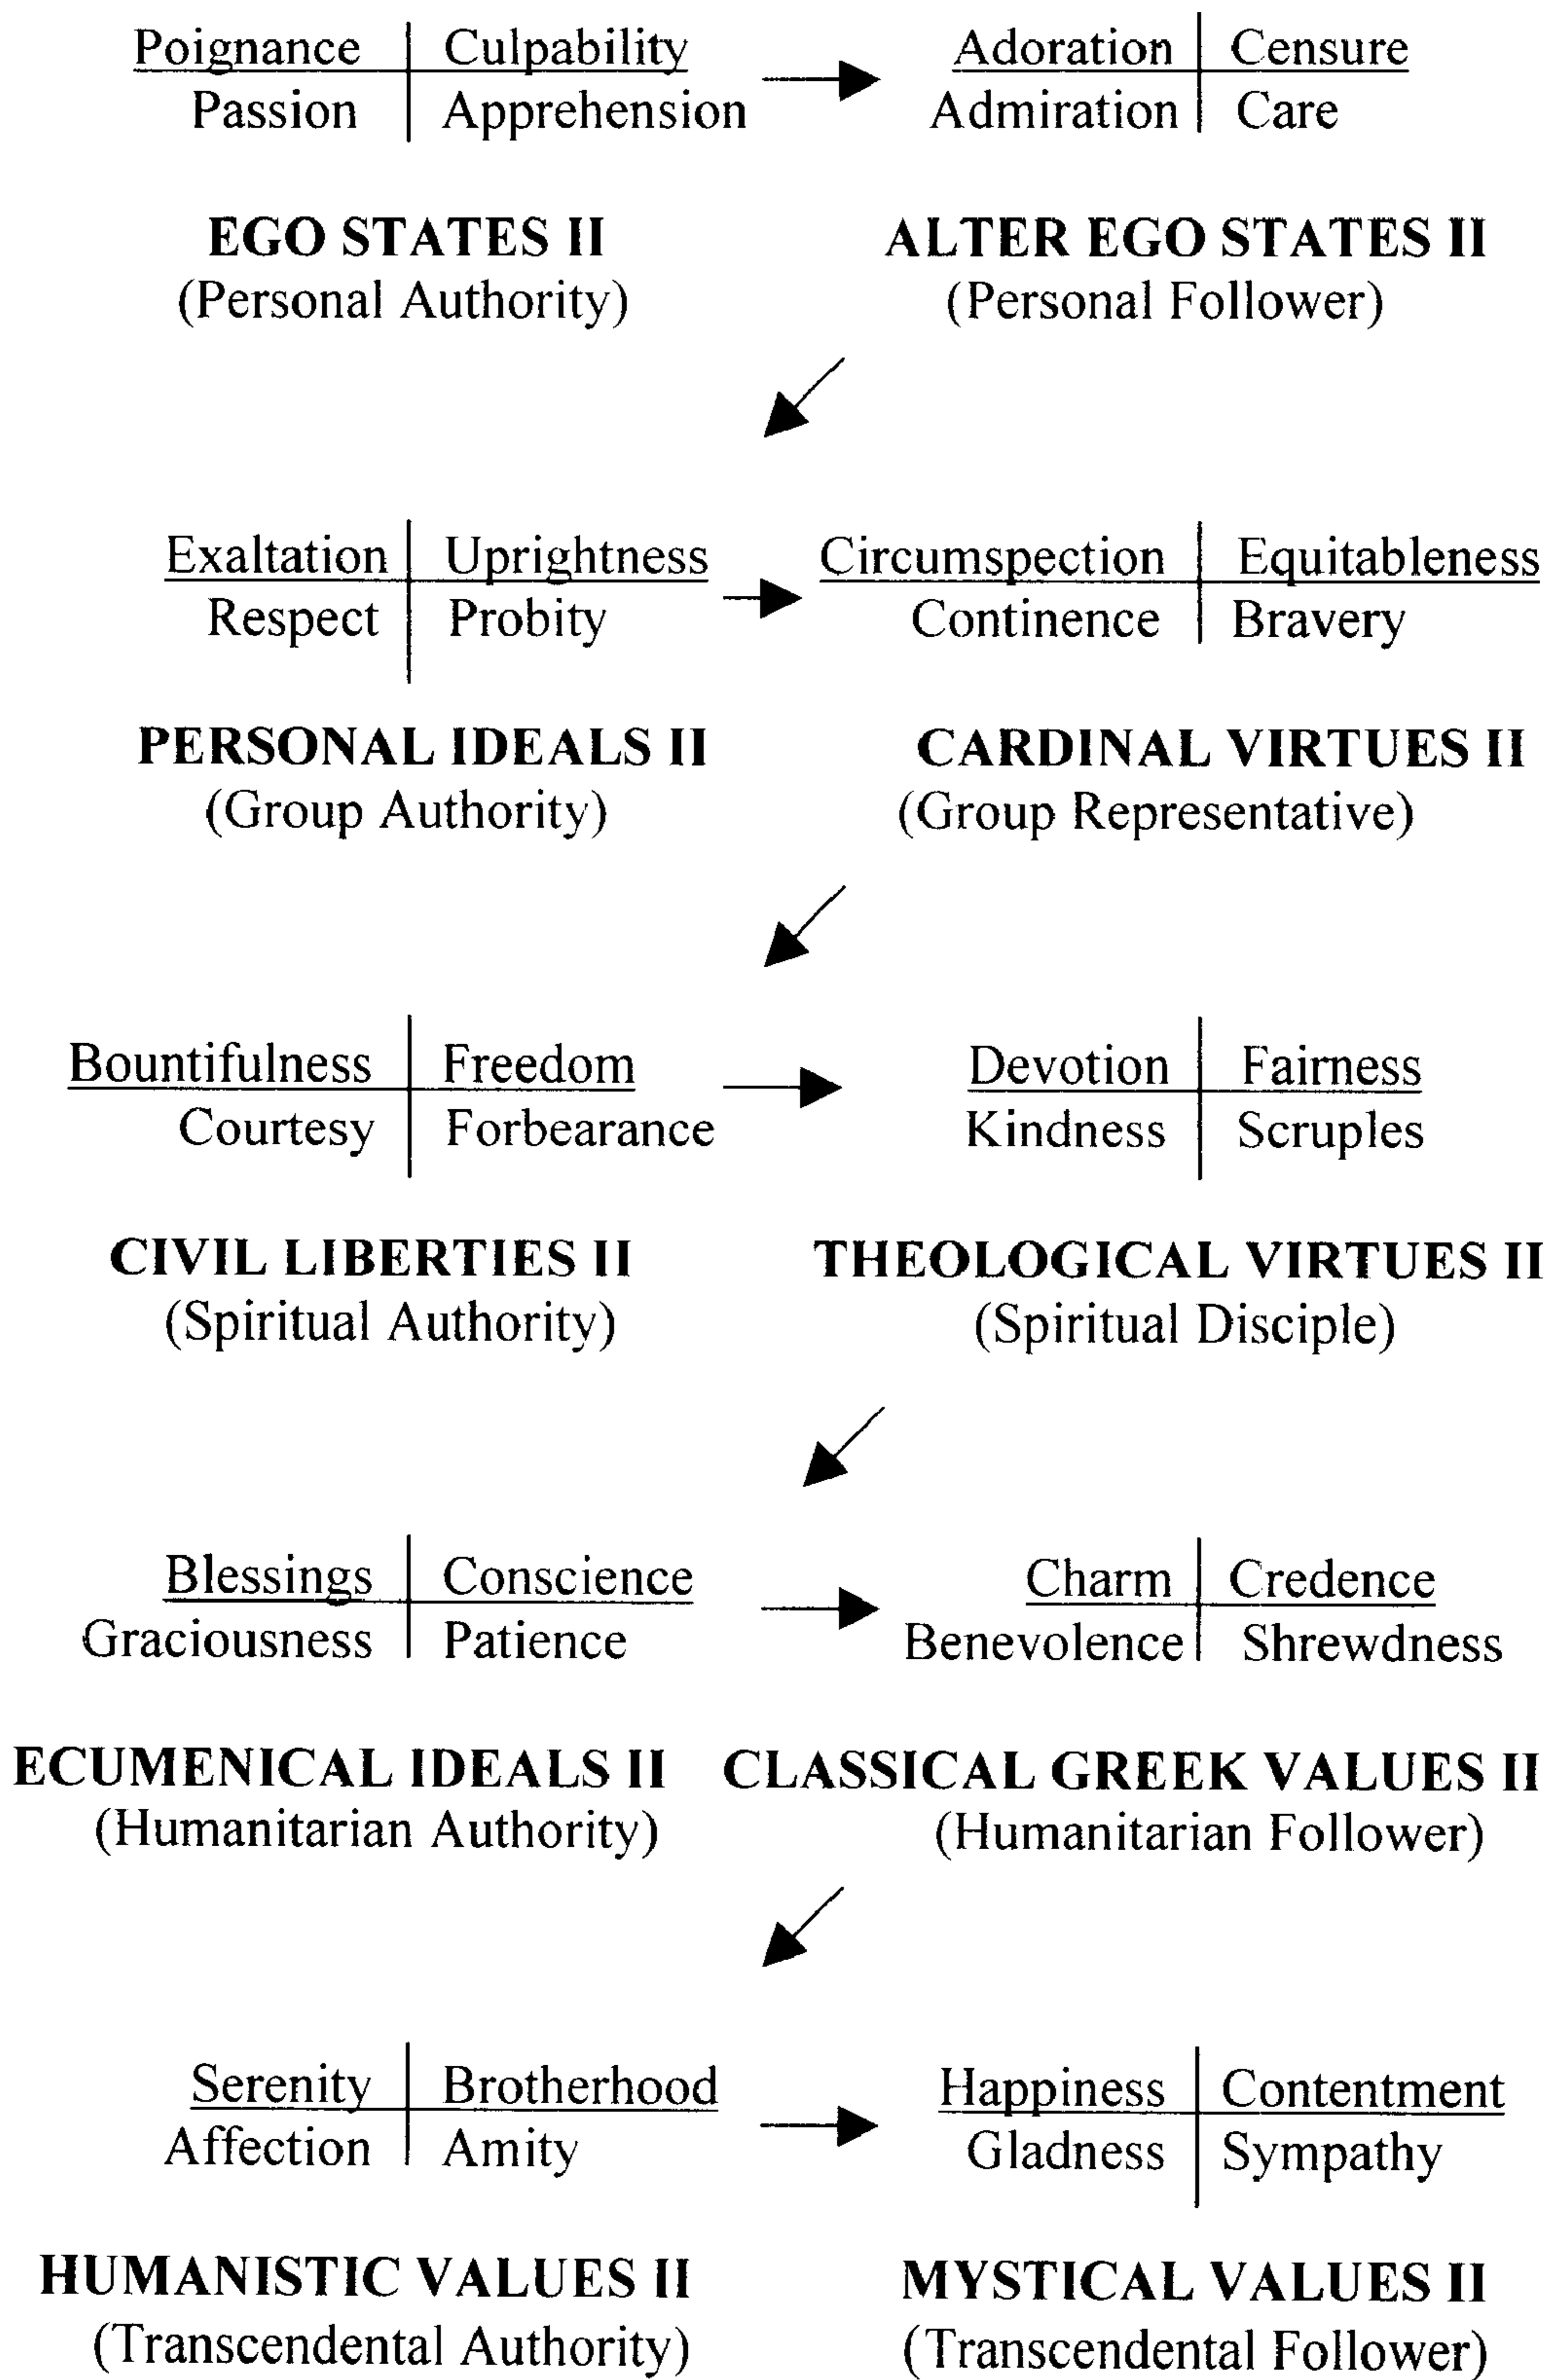 Poignance Culpability Adoration Censure
Passion Apprehension Admiration Care
EGO STATES II ALTER EGO STATES II
(Personal Authority) (Personal Follower)
Exaltation Uprightness Circumspection Equitableness
Respect Probity Continence Bravery
PERSONAL IDEALS II CARDINAL VIRTUES II
(Group Authority) (Group Representative)
Bountifulness Freedom Devotion Fairness
Courtesy Forbearance Kindness Scruples
CIVIL LIBERTIES II THEOLOGICAL VIRTUES II
(Spiritual Authority) (Spiritual Disciple)
Blessings Conscience Charm Credence
Graciousness Patience Benevolence Shrewdness
ECUMENICAL IDEALS II CLASSICAL GREEK VALUES II
(Humanitarian Authority) (Humanitarian Follower)
Serenity Brotherhood Happiness Contentment
Affection Amity Gladness Sympathy
HUMANISTIC VALUES II MYSTICAL VALUES II
(Transcendental Authority) (Transcendental Follower)